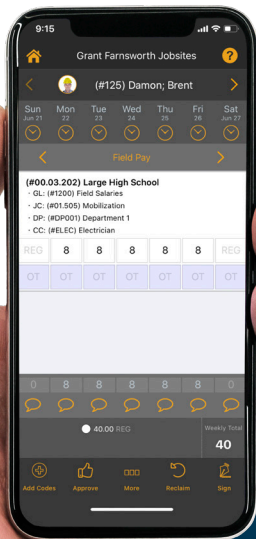 9:15
Grant Farnsworth Jobsites
?
(#125) Damon; Brent
Sun Mon Tue Wed Thu Fri Sat
Jun 21 22 23 24 25 26 Jun 27
Field Pay
(#00.03.202) Large High School
· GL: (#1200) Field Salaries
· JC: (#01.505) Mobilization
· DP: (#DP001) Department 1
· CC: (#ELEC) Electrician
REG 8 8 8 8 8 REG
OT OT OT OT OT OT OT
0 8 8 8 8 8 0
40.00 REG
Weekly Total
40
Add Codes Approve More Reclaim Sign